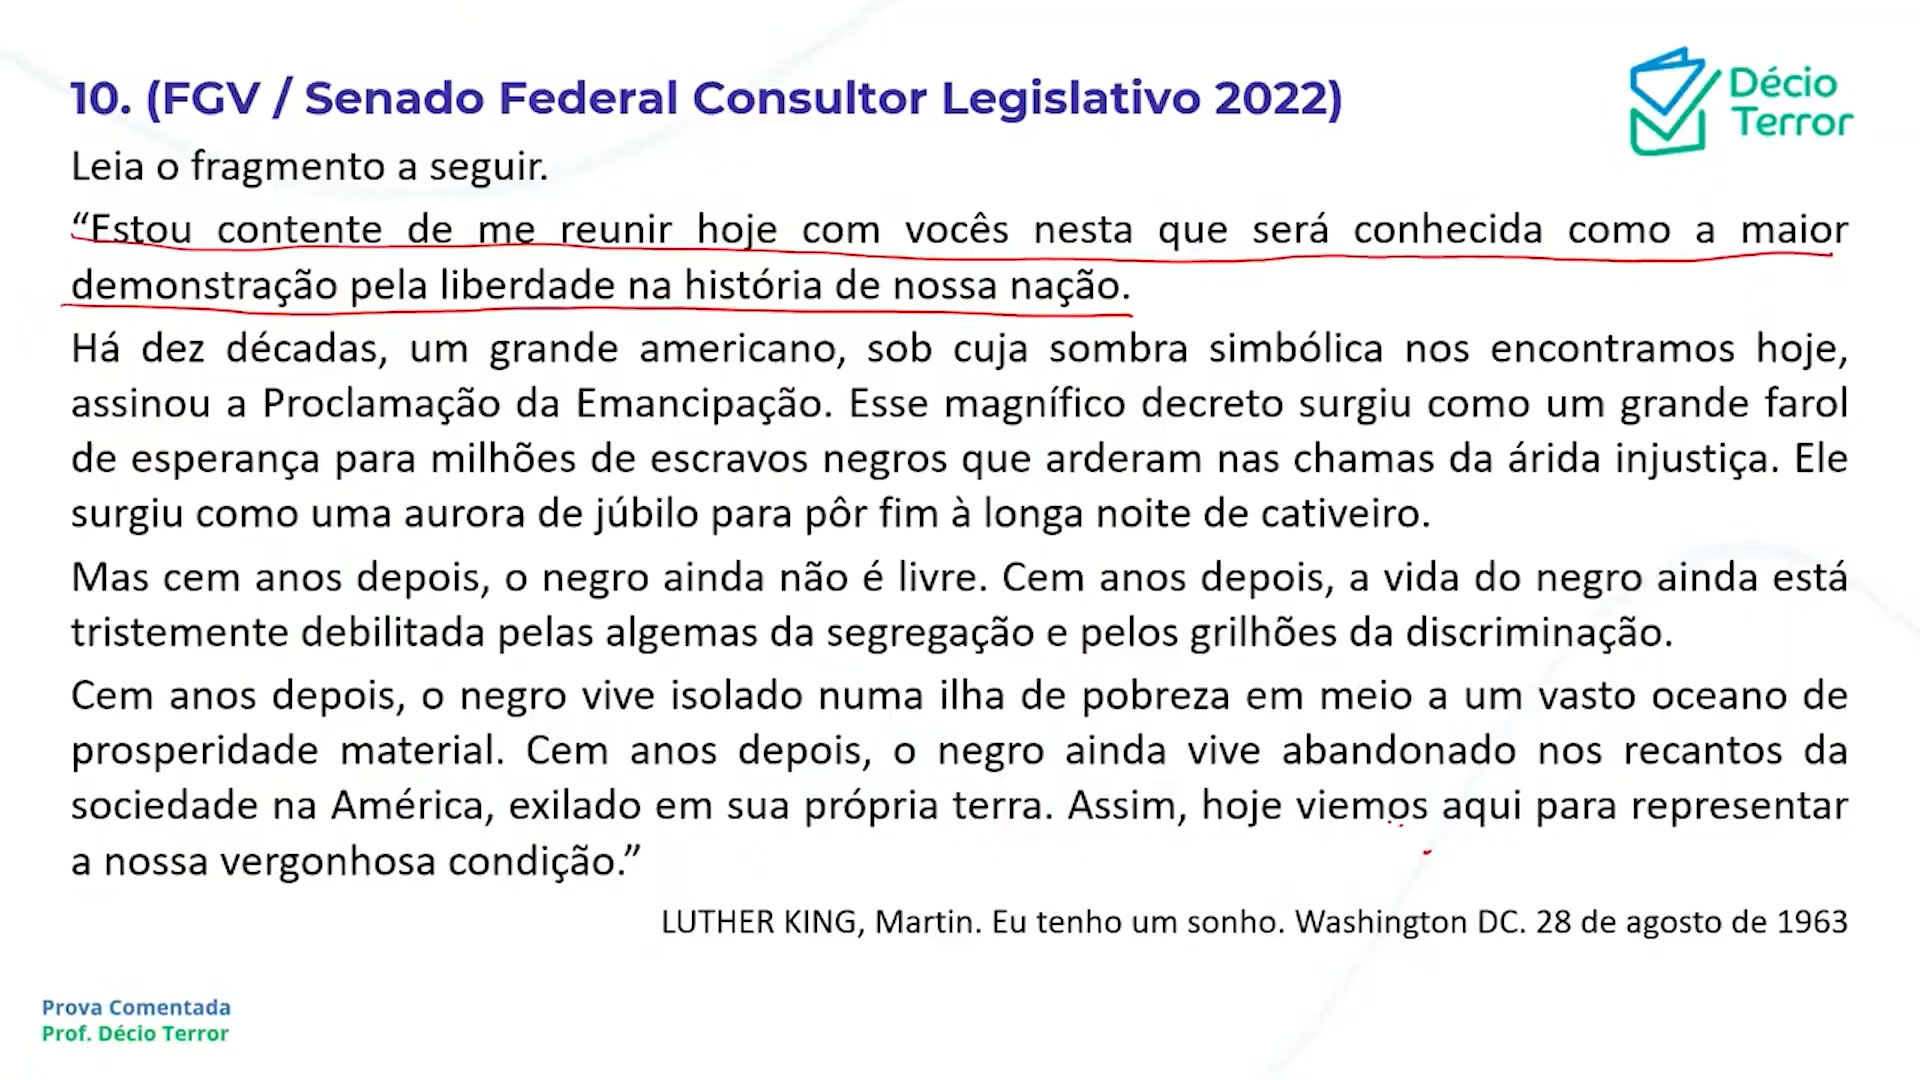 10. (FGV / Senado Federal Consultor Legislativo 2022)
Décio
Terror
Leia o fragmento a seguir.
“Estou contente de me reunir hoje com vocês nesta que será conhecida como a maior
demonstração pela liberdade na história de nossa nação.
Há dez décadas, um grande americano, sob cuja sombra simbólica nos encontramos hoje,
assinou a Proclamação da Emancipação. Esse magnífico decreto surgiu como um grande farol
de esperança para milhões de escravos negros que arderam nas chamas da árida injustiça. Ele
surgiu como uma aurora de júbilo para pôr fim à longa noite de cativeiro.
Mas cem anos depois, o negro ainda não é livre. Cem anos depois, a vida do negro ainda está
tristemente debilitada pelas algemas da segregação e pelos grilhões da discriminação.
Cem anos depois, o negro vive isolado numa ilha de pobreza em meio a um vasto oceano de
prosperidade material. Cem anos depois, o negro ainda vive abandonado nos recantos da
sociedade na América, exilado em sua própria terra. Assim, hoje viemos aqui para representar
a nossa vergonhosa condição.”
LUTHER KING, Martin. Eu tenho um sonho. Washington DC. 28 de agosto de 1963
Prova Comentada
Prof. Décio Terror